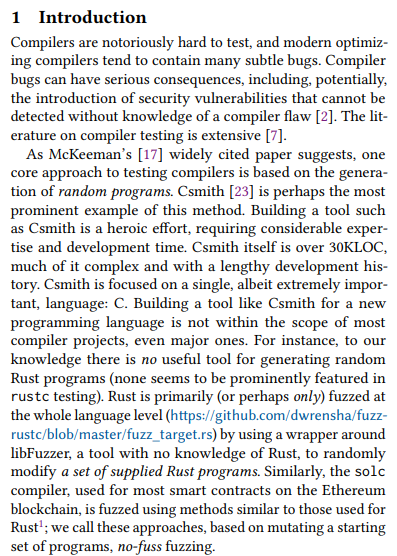 1 Introduction
Compilers are notoriously hard to test, and modern optimiz-
ing compilers tend to contain many subtle bugs. Compiler
bugs can have serious consequences, including, potentially,
the introduction of security vulnerabilities that cannot be
detected without knowledge of a compiler flaw [2]. The lit-
erature on compiler testing is extensive [7].
As McKeeman's [17] widely cited paper suggests, one
core approach to testing compilers is based on the genera-
tion of random programs. Csmith [23] is perhaps the most
prominent example of this method. Building a tool such
as Csmith is a heroic effort, requiring considerable exper-
tise and development time. Csmith itself is over 30KLOC,
much of it complex and with a lengthy development his-
tory. Csmith is focused on a single, albeit extremely impor-
tant, language: C. Building a tool like Csmith for a new
programming language is not within the scope of most
compiler projects, even major ones. For instance, to our
knowledge there is no useful tool for generating random
Rust programs (none seems to be prominently featured in
rustc testing). Rust is primarily (or perhaps only) fuzzed at
the whole language level (https://github.com/dwrensha/fuzz-
rustc/blob/master/fuzz_target.rs) by using a wrapper around
libFuzzer, a tool with no knowledge of Rust, to randomly
modify a set of supplied Rust programs. Similarly, the solc
compiler, used for most smart contracts on the Ethereum
blockchain, is fuzzed using methods similar to those used for
Rust¹; we call these approaches, based on mutating a starting
set of programs, no-fuss fuzzing.